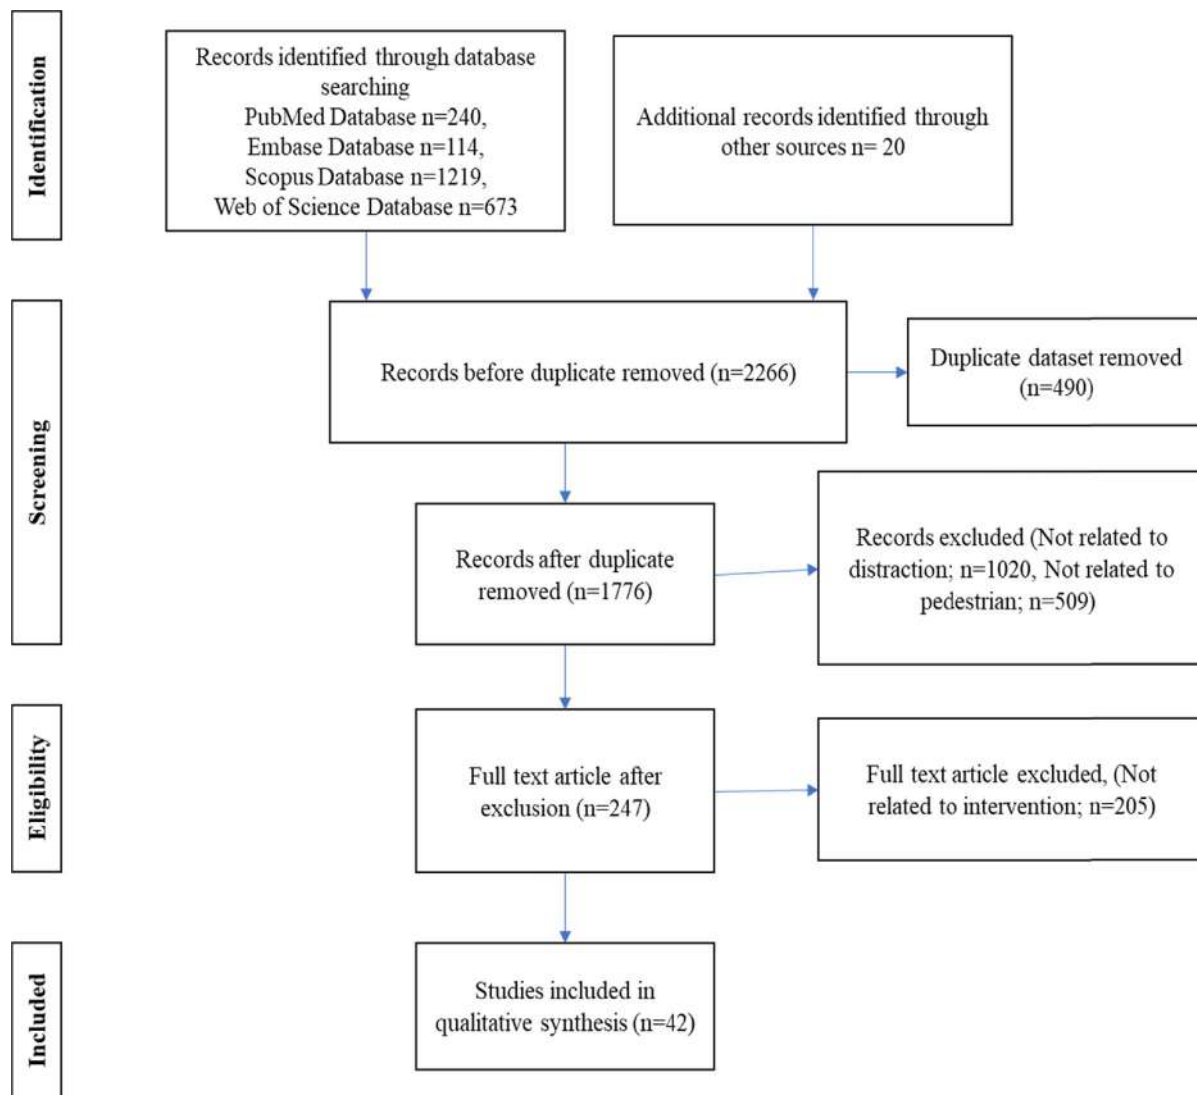 Identification
Records identified through database
searching
PubMed Database n=240,
Embase Database n=114,
Scopus Database n=1219,
Web of Science Database n=673
Additional records identified through
other sources n= 20
Screening
Records before duplicate removed (n=2266)
Duplicate dataset removed
(n=490)
Records after duplicate
removed (n=1776)
Records excluded (Not related to
distraction; n=1020, Not related to
pedestrian; n=509)
Eligibility
Full text article after
exclusion (n=247)
Full text article excluded, (Not
related to intervention; n=205)
Included
Studies included in
qualitative synthesis (n=42)